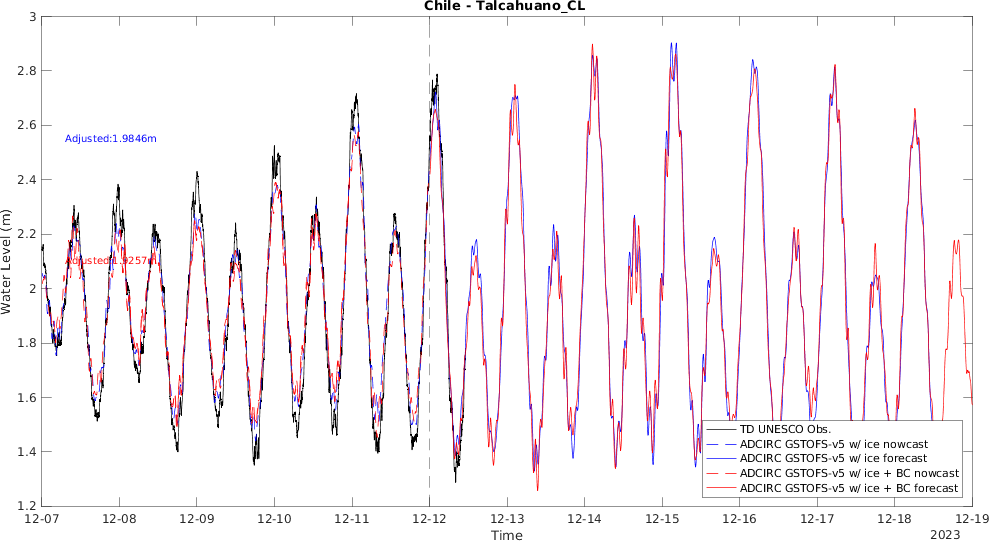 Chile - Talcahuano_CL
3
2.8
2.6
2.4
2.2
2
1.8
1.6
1.4
1.2
Water Level (m)
Adjusted:1.9846m
Adjusted:1.9257m
TD UNESCO Obs.
ADCIRC GSTOFS-v5 w/ ice nowcast
ADCIRC GSTOFS-v5 w/ ice forecast
ADCIRC GSTOFS-v5 w/ ice + BC nowcast
ADCIRC GSTOFS-v5 w/ ice + BC forecast
12-07 12-08 12-09 12-10 12-11 12-12 12-13 12-14 12-15 12-16 12-17 12-18 12-19
Time
2023